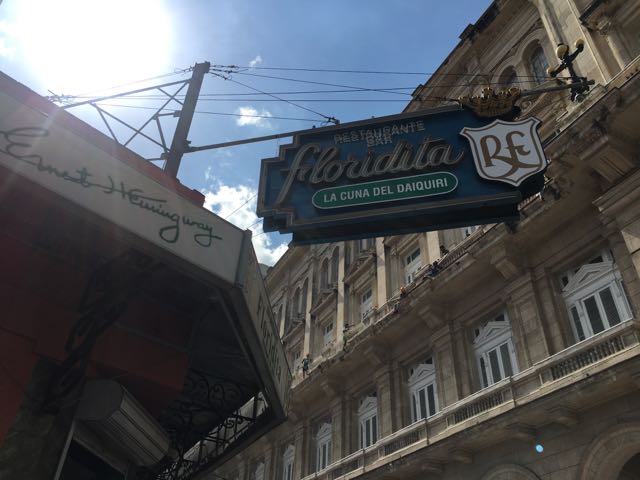 Ernest Hemingway
RESTAURANTE
BAR
Floridita
LA CUNA DEL DAIQUIRI
RF